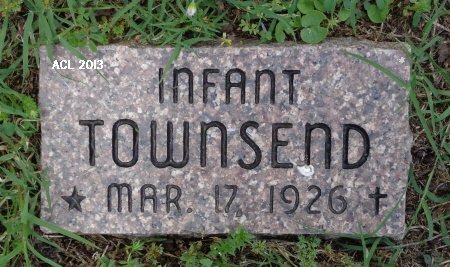 ACL 2013
INFANT
TOWNSEND
★ MAR. 17, 1926 ✝